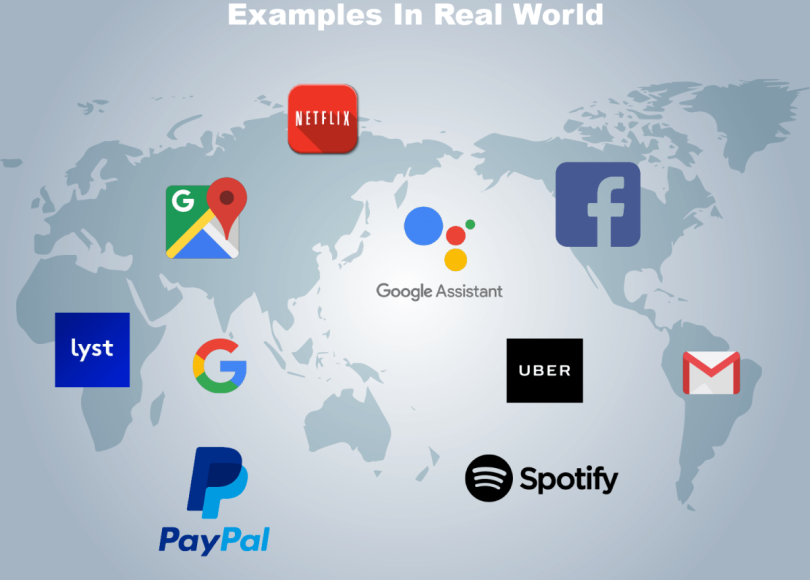 Examples In Real World
NETFLIX
G
Google Assistant
lyst
G
UBER
Spotify
PayPal